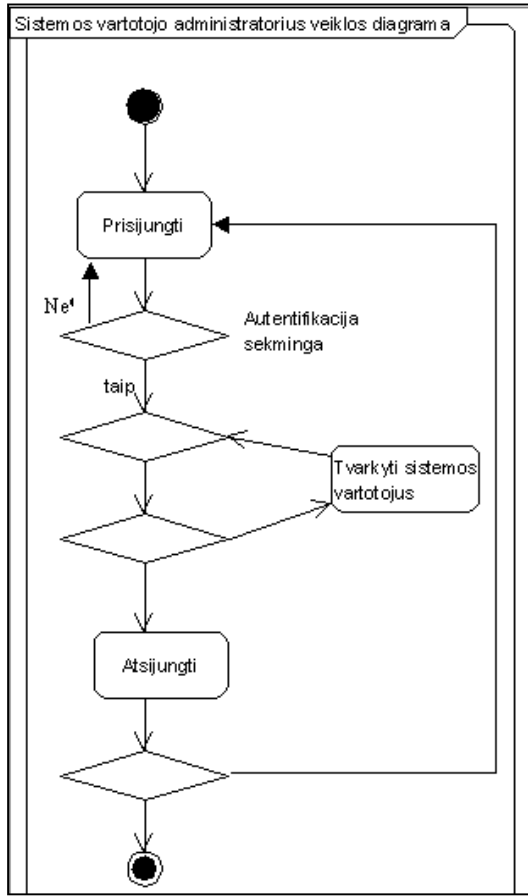 Sistemos vartotojo administratorius veiklos diagrama
Prisijungti
Ne
Autentifikacija
sekminga
taip
Tvarkyti sistemos
vartotojus
Atsijungti